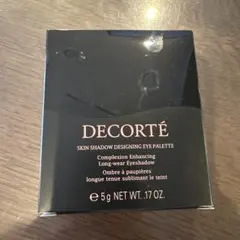 DECORTÉ
SKIN SHADOW DESIGNING EYE PALETTE
Complexion Enhancing
Long-wear Eyeshadow
Ombre à paupières
longue tenue sublimant le teint
℮ 5 g NET WT. .17 OZ.